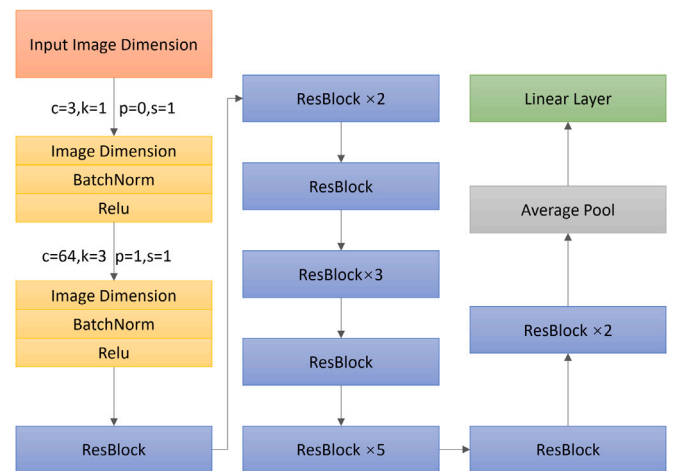 Input Image Dimension
c=3,k=1 p=0,s=1
Image Dimension
BatchNorm
Relu
c=64,k=3 p=1,s=1
Image Dimension
BatchNorm
Relu
ResBlock
ResBlock ×2
ResBlock
ResBlock×3
ResBlock
ResBlock ×5
ResBlock
ResBlock ×2
Average Pool
Linear Layer